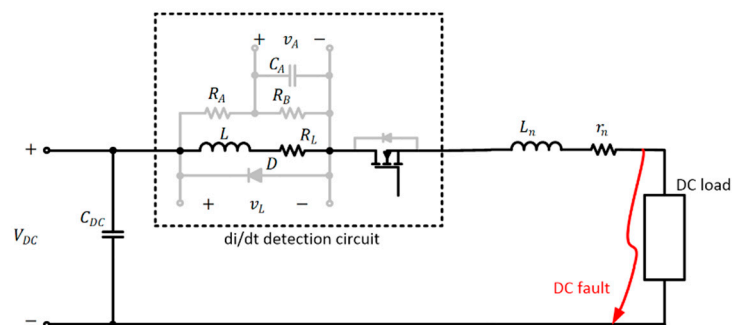 + v_A −
C_A
R_A
R_B
L
R_L
D
+ v_L −
di/dt detection circuit
L_n
r_n
+
C_DC
V_DC
−
DC load
DC fault